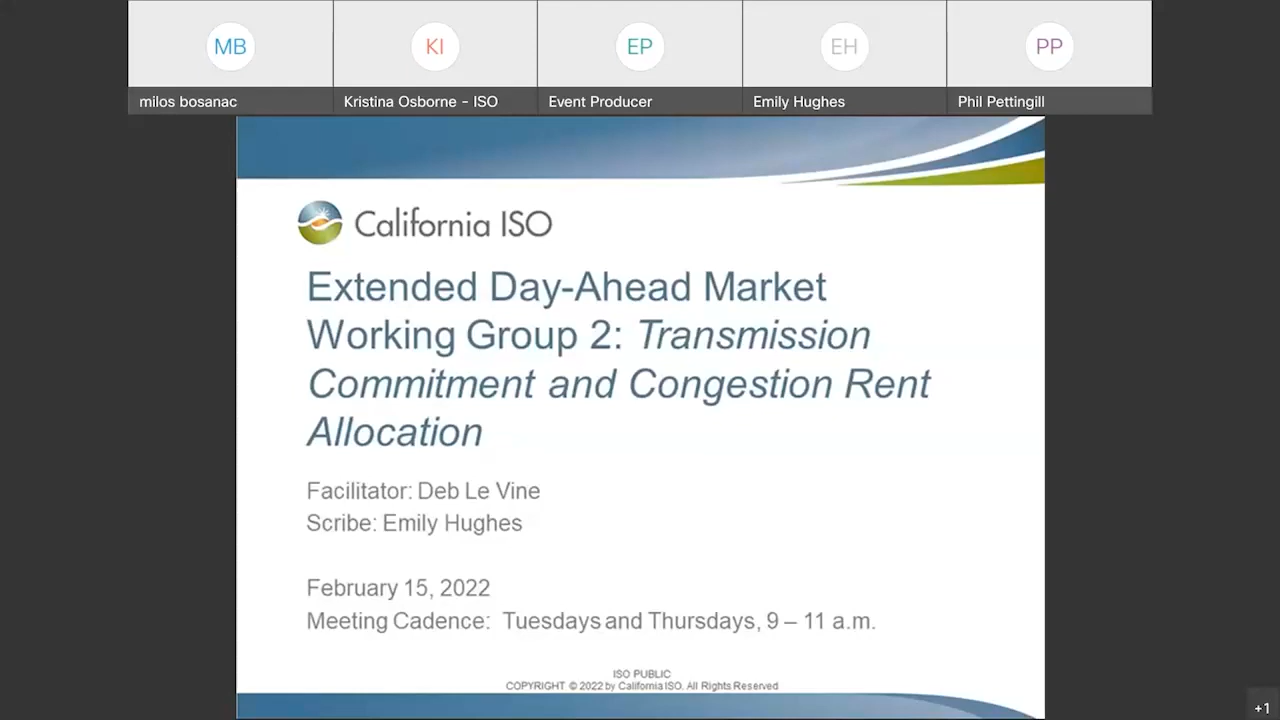 MB
KI
EP
EH
PP
milos bosanac
Kristina Osborne - ISO
Event Producer
Emily Hughes
Phil Pettingill
California ISO
Extended Day-Ahead Market
Working Group 2: Transmission
Commitment and Congestion Rent
Allocation
Facilitator: Deb Le Vine
Scribe: Emily Hughes
February 15, 2022
Meeting Cadence: Tuesdays and Thursdays, 9 – 11 a.m.
ISO PUBLIC
COPYRIGHT © 2022 by California ISO. All Rights Reserved
+1